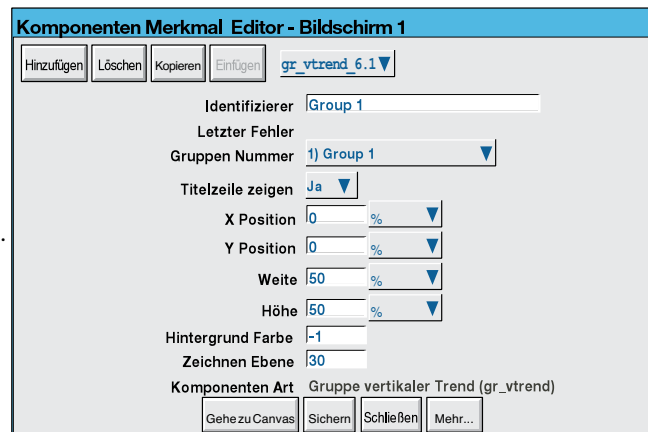 Komponenten Merkmal Editor - Bildschirm 1
Hinzufügen Löschen Kopieren Einfügen gr_vtrend_6.1
Identifizierer Group 1
Letzter Fehler
Gruppen Nummer 1) Group 1
Titelzeile zeigen Ja
X Position 0 %
.
Y Position 0 %
Weite 50 %
Höhe 50 %
Hintergrund Farbe -1
Zeichnen Ebene 30
Komponenten Art Gruppe vertikaler Trend (gr_vtrend)
Gehe zu Canvas Sichern Schließen Mehr...